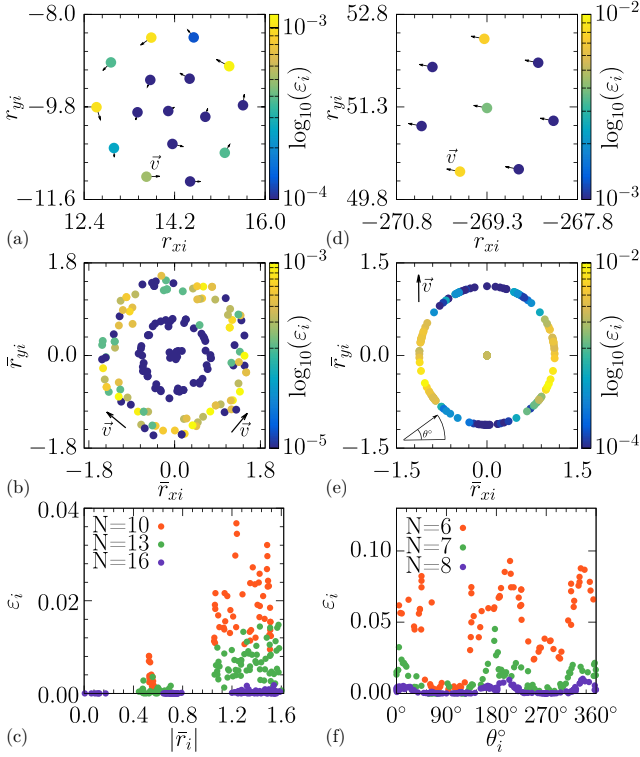 −8.0
−9.8
−11.6
r_yi
12.4 14.2 16.0
r_xi
v⃗
10⁻³
10⁻⁴
log₁₀(ε_i)
(a)
52.8
51.3
49.8
r_yi
−270.8 −269.3 −267.8
r_xi
v⃗
10⁻²
10⁻³
log₁₀(ε_i)
(d)
1.8
0.0
−1.8
r̄_yi
−1.8 0.0 1.8
r̄_xi
v⃗ v⃗
10⁻³
10⁻⁵
log₁₀(ε_i)
(b)
1.5
0.0
−1.5
r̄_yi
−1.5 0.0 1.5
r̄_xi
v⃗
θ°
10⁻²
10⁻⁴
log₁₀(ε_i)
(e)
0.04
0.02
0.00
ε_i
N=10
N=13
N=16
0.0 0.4 0.8 1.2 1.6
|r̄_i|
(c)
0.10
0.05
0.00
ε_i
N=6
N=7
N=8
0° 90° 180° 270° 360°
θ_i°
(f)